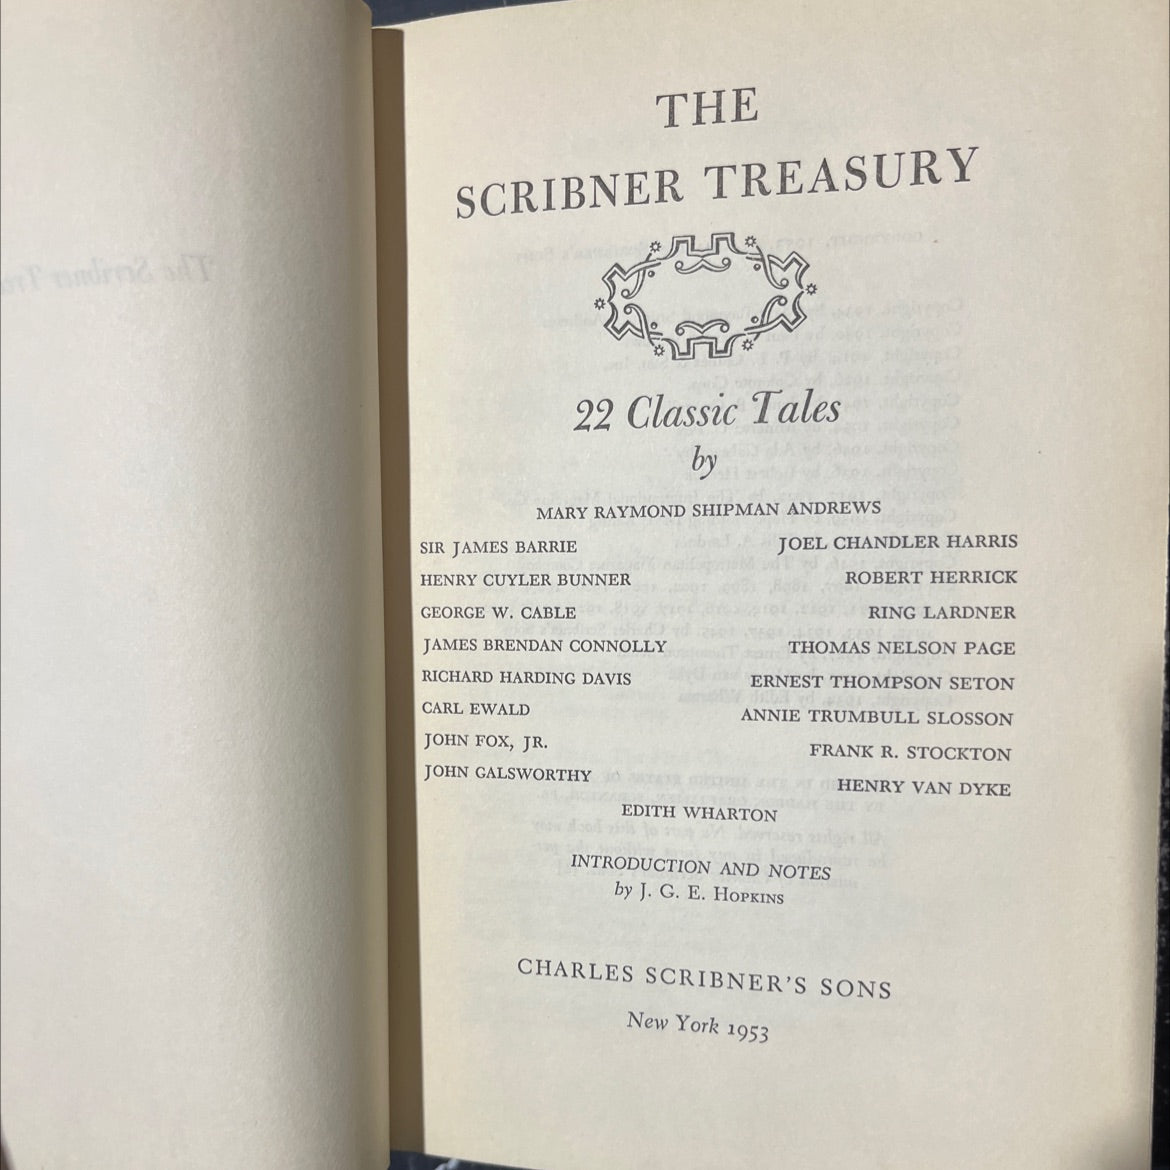 THE
SCRIBNER TREASURY
22 Classic Tales
by
MARY RAYMOND SHIPMAN ANDREWS
SIR JAMES BARRIE JOEL CHANDLER HARRIS
HENRY CUYLER BUNNER ROBERT HERRICK
GEORGE W. CABLE RING LARDNER
JAMES BRENDAN CONNOLLY THOMAS NELSON PAGE
RICHARD HARDING DAVIS ERNEST THOMPSON SETON
CARL EWALD ANNIE TRUMBULL SLOSSON
JOHN FOX, JR. FRANK R. STOCKTON
JOHN GALSWORTHY HENRY VAN DYKE
EDITH WHARTON
INTRODUCTION AND NOTES
by J. G. E. HOPKINS
CHARLES SCRIBNER'S SONS
New York 1953